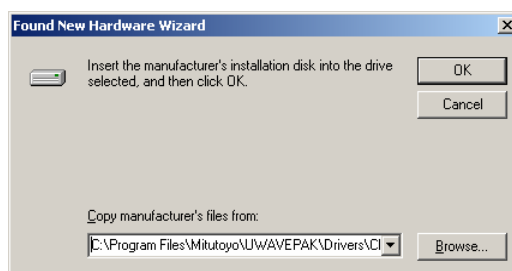 Found New Hardware Wizard
Insert the manufacturer's installation disk into the drive
selected, and then click OK.
OK
Cancel
Copy manufacturer's files from:
C:\Program Files\Mitutoyo\UWAVEPAK\Drivers\Cl
Browse...